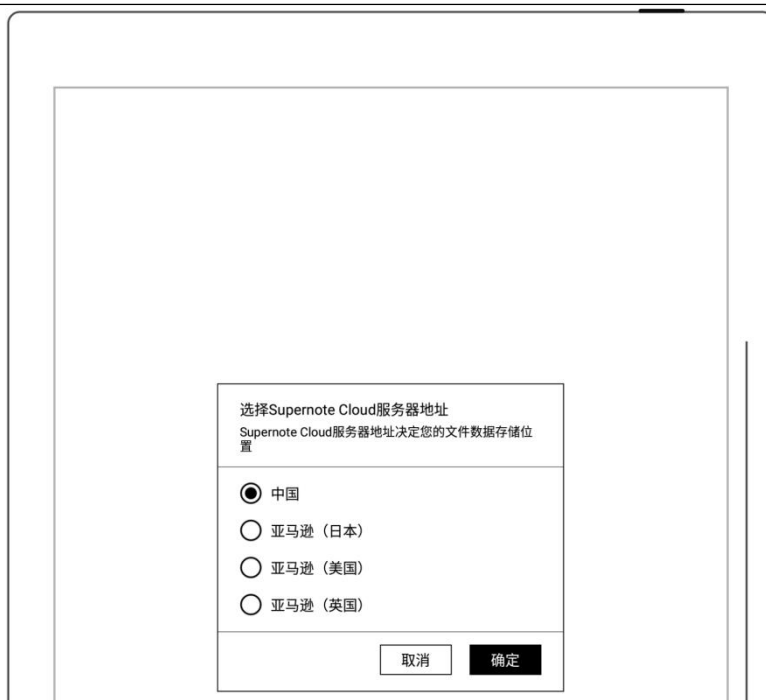 选择Supernote Cloud服务器地址
Supernote Cloud服务器地址决定您的文件数据存储位
置
中国
亚马逊（日本）
亚马逊（美国）
亚马逊（英国）
取消
确定